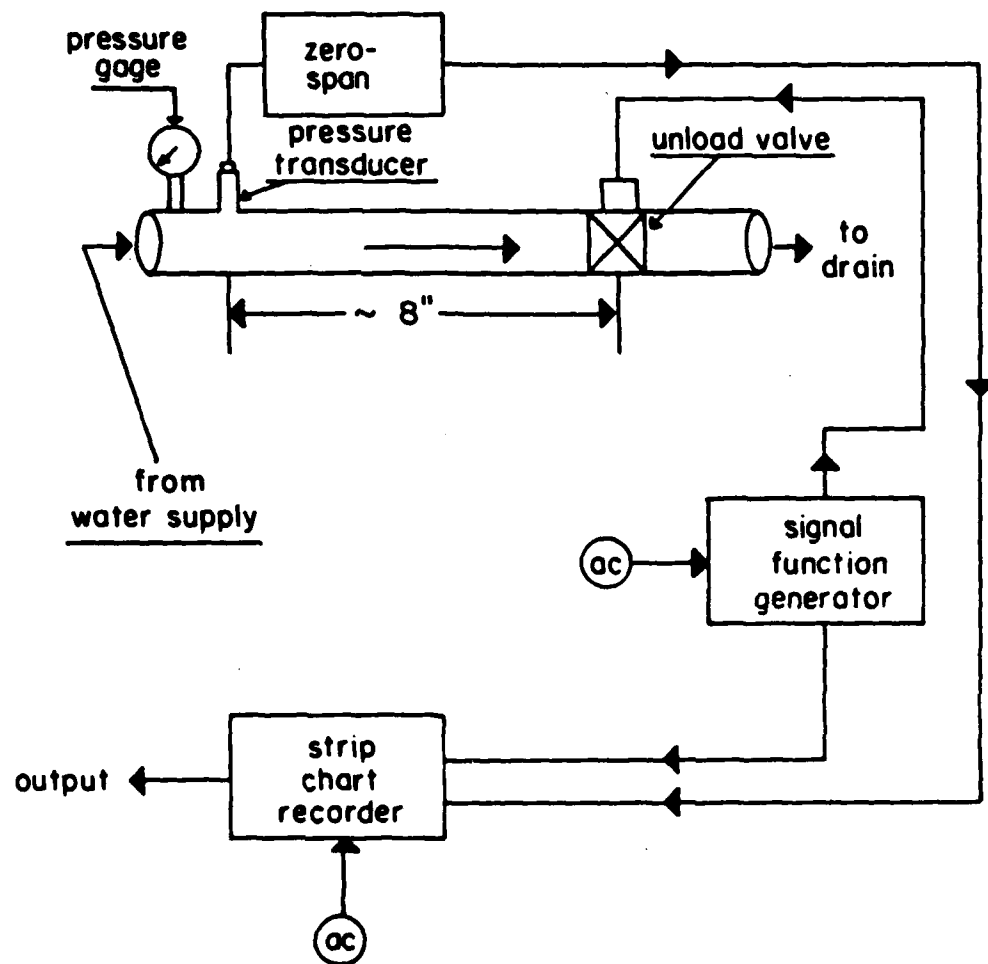 pressure
gage
zero-
span
pressure
transducer
unload valve
to
drain
~ 8"
from
water supply
signal
function
generator
ac
strip
chart
recorder
output
ac